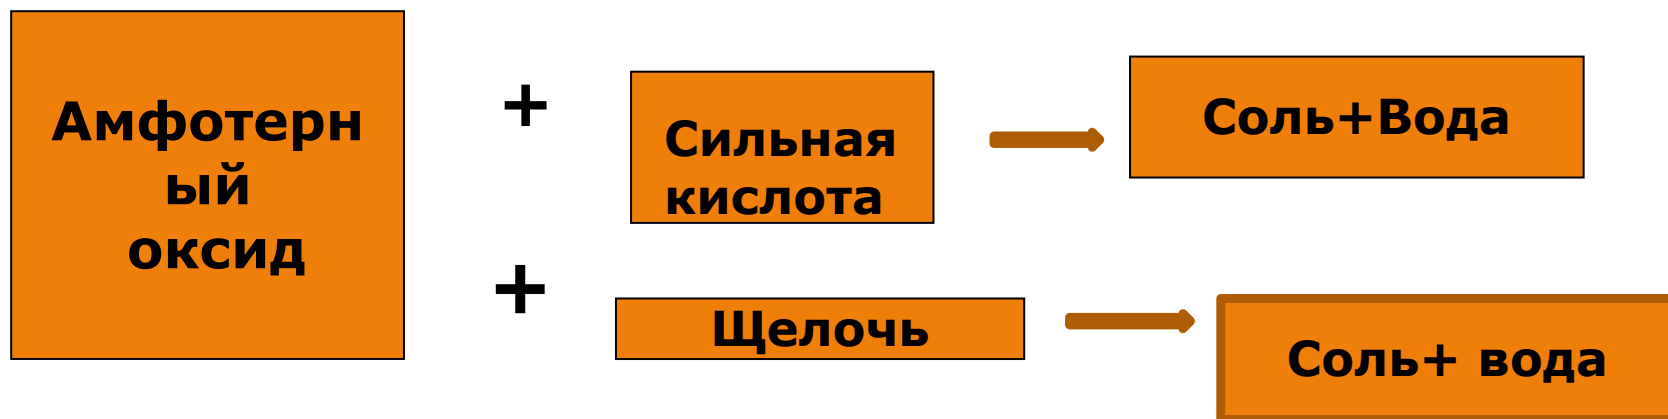 Амфотерн
ый
оксид
+
Сильная
кислота
Соль+Вода
+
Щелочь
Соль+ вода